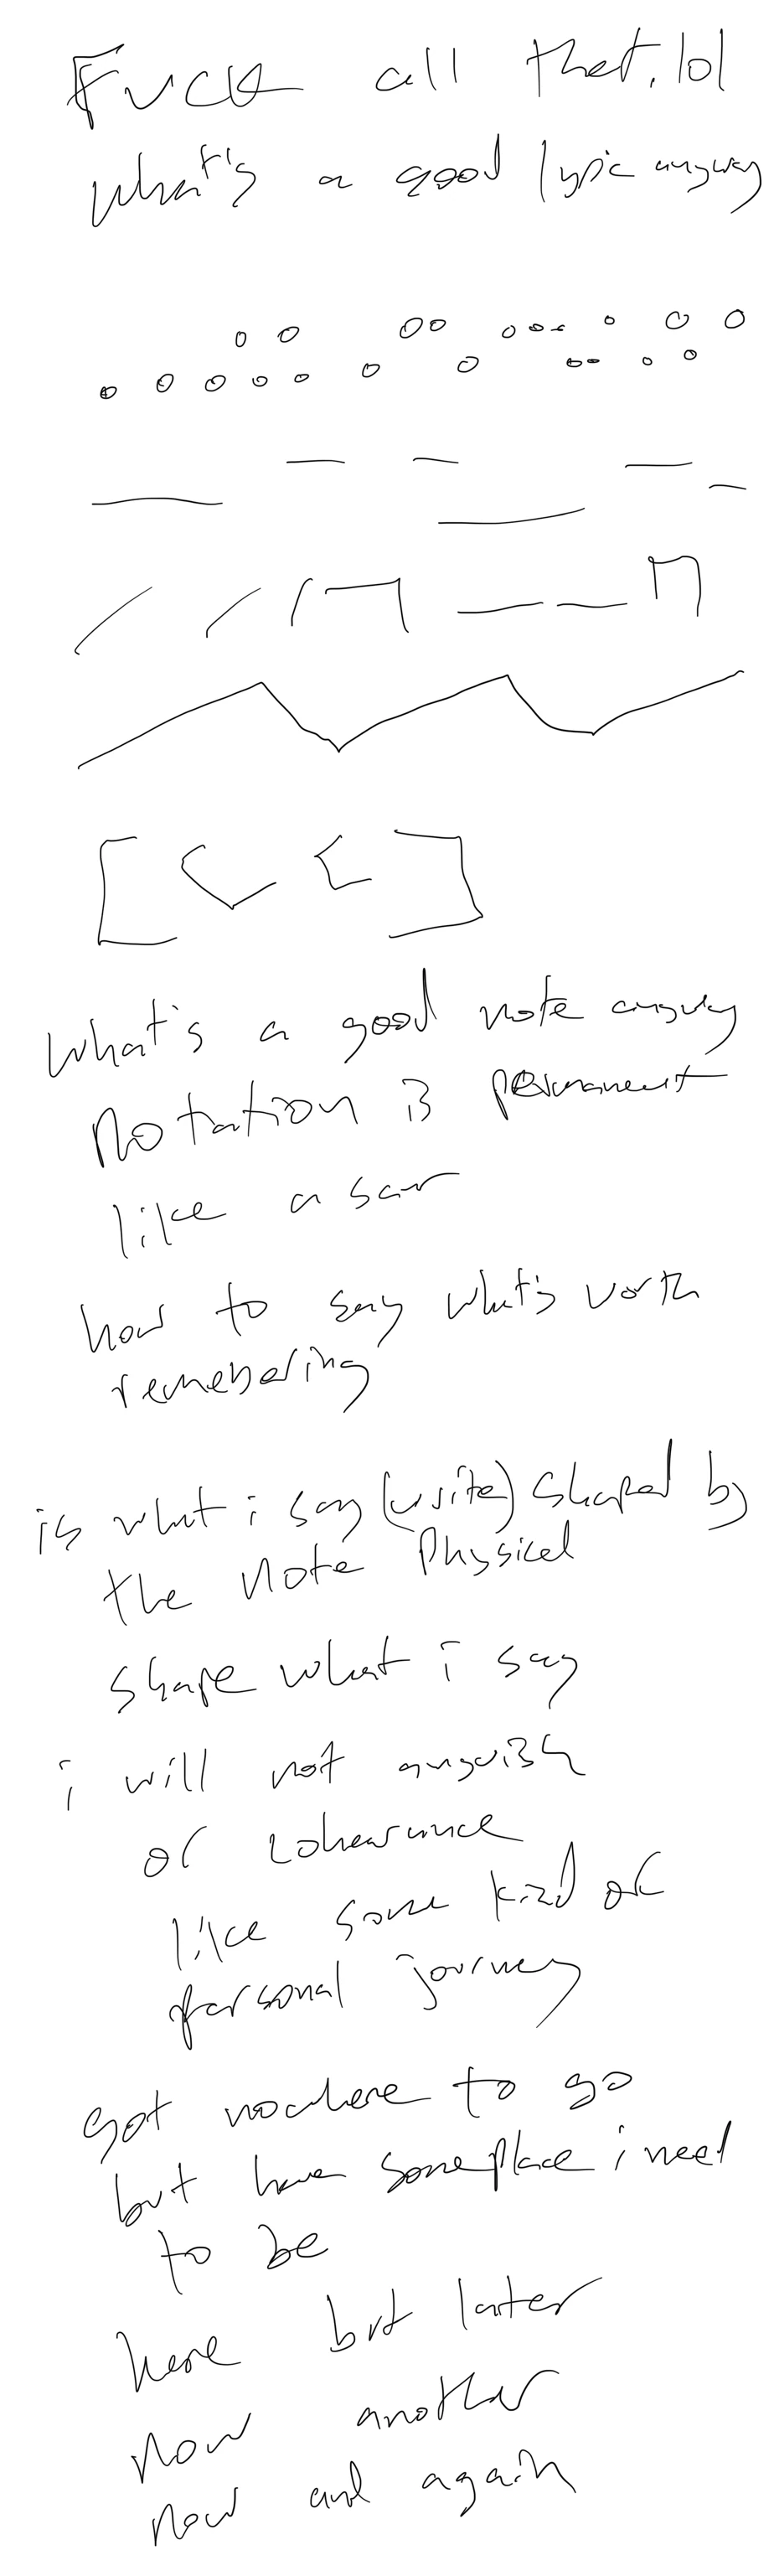 Fuck all that, lol
what's a good lyric anyway
what's a good note anyway
notation is permanent
like a scar
how to say what's worth
remembering
is what i say (write) shaped by
the note physical
shape what i say
i will not anguish
of coherance
like some kind of
personal journey
got nowhere to go
but have someplace i need
to be
here but later
now another
now and again